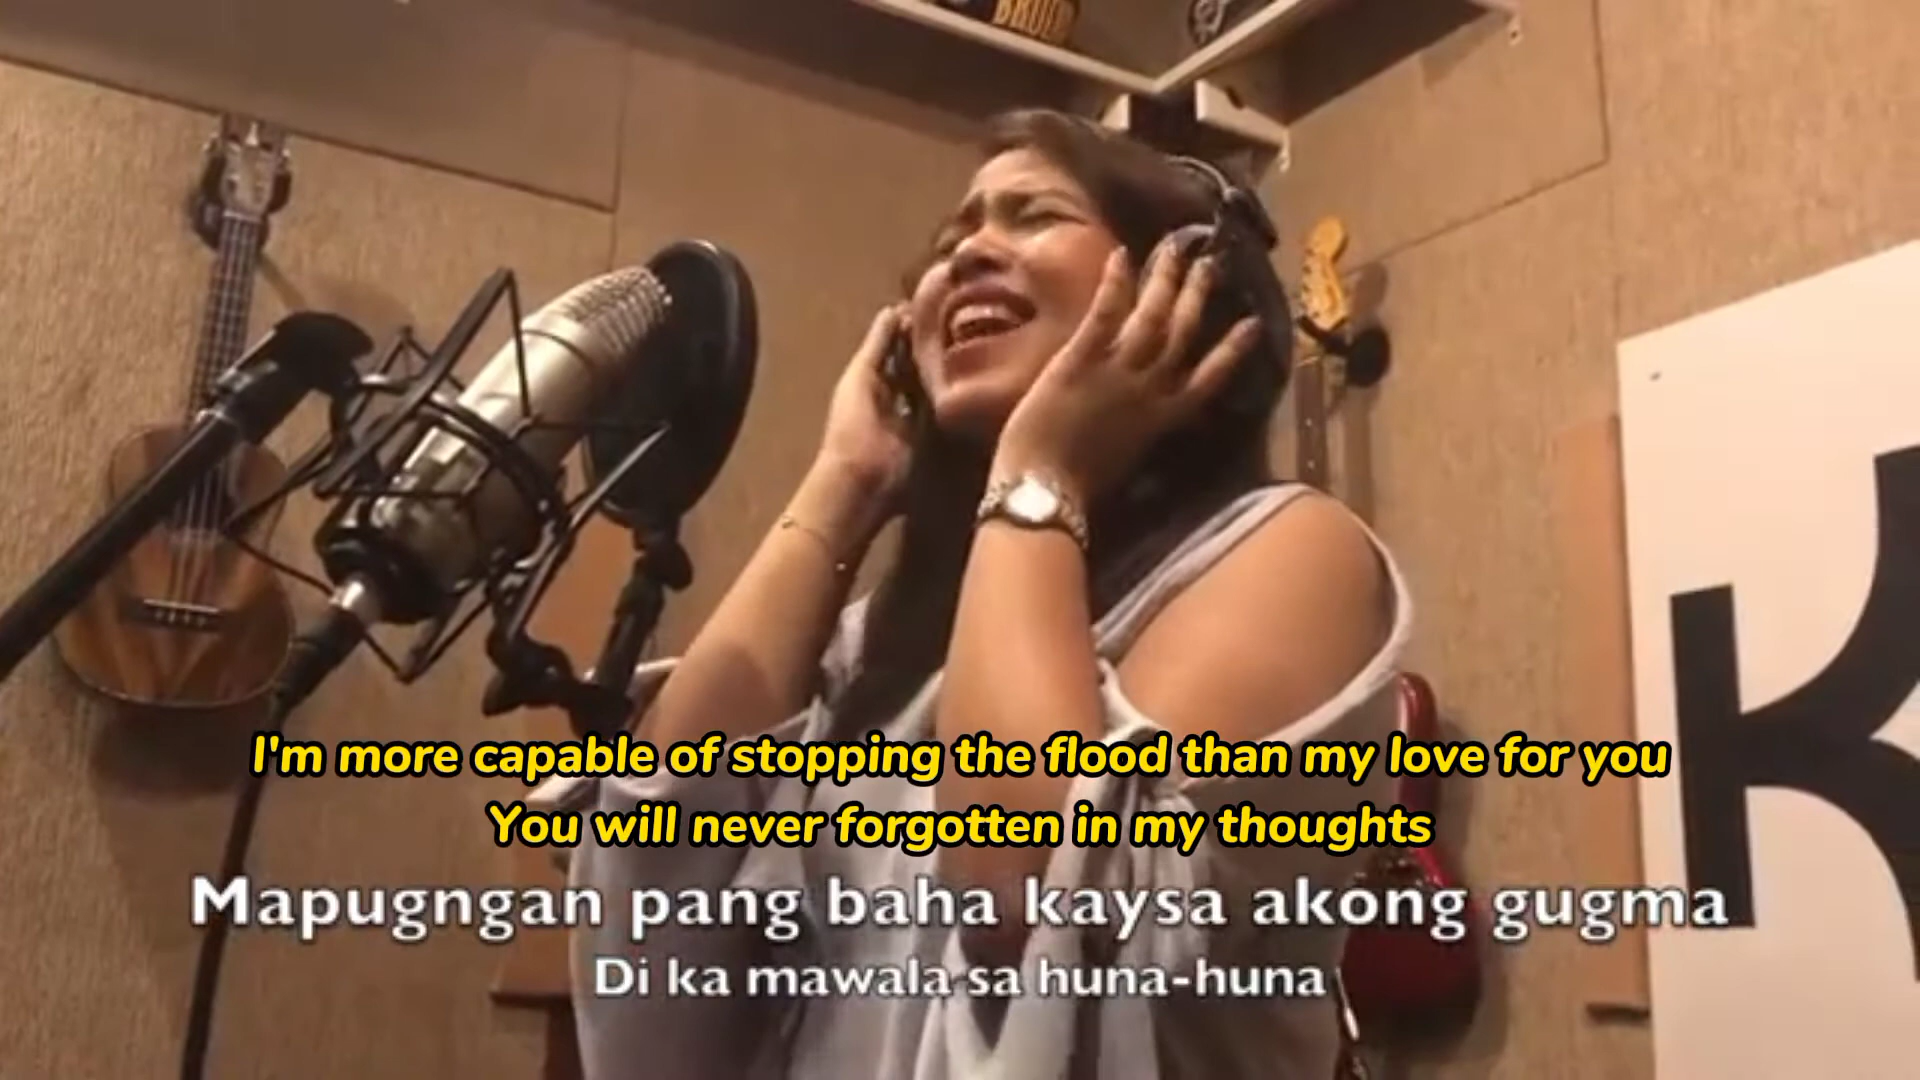 I'm more capable of stopping the flood than my love for you
You will never forgotten in my thoughts
Mapugngan pang baha kaysa akong gugma
Di ka mawala sa huna-huna
K